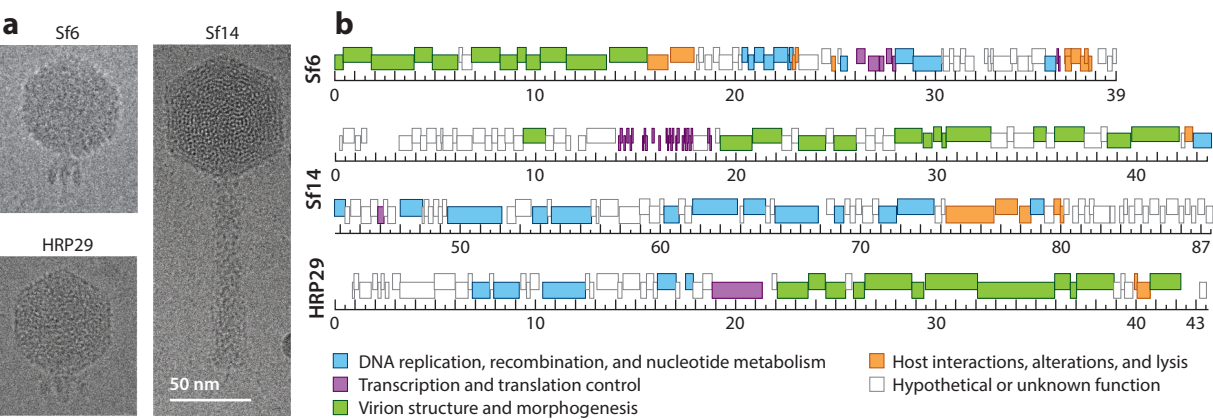 a
Sf6
Sf14
HRP29
50 nm
b
Sf6
0 10 20 30 39
Sf14
0 10 20 30 40
50 60 70 80 87
HRP29
0 10 20 30 40 43
DNA replication, recombination, and nucleotide metabolism
Transcription and translation control
Virion structure and morphogenesis
Host interactions, alterations, and lysis
Hypothetical or unknown function